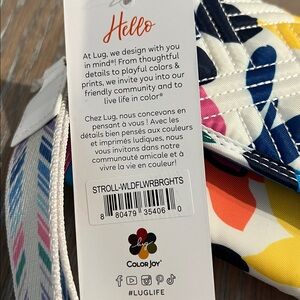 Hello
At Lug, we design with you
in mind®! From thoughtful
details to playful colors &
prints, we invite you into our
friendly community and to
live life in color®
Chez Lug, nous concevons en
pensant à vous ! Avec des
détails bien pensés aux couleurs
et imprimés ludiques, nous
vous invitons dans notre
communauté amicale et à
vivre la vie en couleur!
STROLL-WLDFLWRBRGHTS
8 80479 35406 0
lug
COLOR JOY
#LUGLIFE